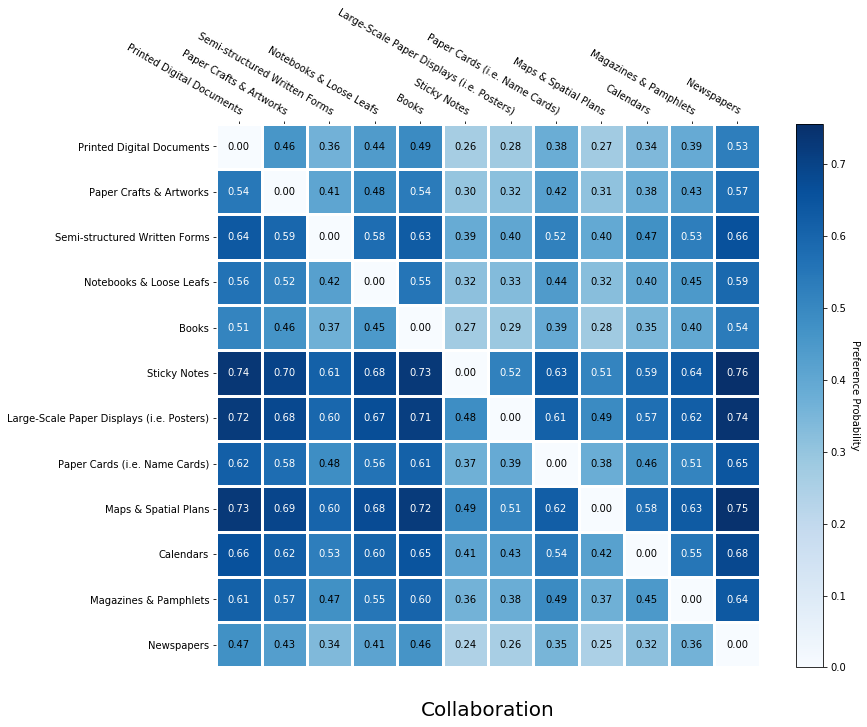 Printed Digital Documents
Paper Crafts & Artworks
Semi-structured Written Forms
Notebooks & Loose Leafs
Books
Sticky Notes
Large-Scale Paper Displays (i.e. Posters)
Paper Cards (i.e. Name Cards)
Maps & Spatial Plans
Calendars
Magazines & Pamphlets
Newspapers
Printed Digital Documents 0.00 0.46 0.36 0.44 0.49 0.26 0.28 0.38 0.27 0.34 0.39 0.53
Paper Crafts & Artworks 0.54 0.00 0.41 0.48 0.54 0.30 0.32 0.42 0.31 0.38 0.43 0.57
Semi-structured Written Forms 0.64 0.59 0.00 0.58 0.63 0.39 0.40 0.52 0.40 0.47 0.53 0.66
Notebooks & Loose Leafs 0.56 0.52 0.42 0.00 0.55 0.32 0.33 0.44 0.32 0.40 0.45 0.59
Books 0.51 0.46 0.37 0.45 0.00 0.27 0.29 0.39 0.28 0.35 0.40 0.54
Sticky Notes 0.74 0.70 0.61 0.68 0.73 0.00 0.52 0.63 0.51 0.59 0.64 0.76
Large-Scale Paper Displays (i.e. Posters) 0.72 0.68 0.60 0.67 0.71 0.48 0.00 0.61 0.49 0.57 0.62 0.74
Paper Cards (i.e. Name Cards) 0.62 0.58 0.48 0.56 0.61 0.37 0.39 0.00 0.38 0.46 0.51 0.65
Maps & Spatial Plans 0.73 0.69 0.60 0.68 0.72 0.49 0.51 0.62 0.00 0.58 0.63 0.75
Calendars 0.66 0.62 0.53 0.60 0.65 0.41 0.43 0.54 0.42 0.00 0.55 0.68
Magazines & Pamphlets 0.61 0.57 0.47 0.55 0.60 0.36 0.38 0.49 0.37 0.45 0.00 0.64
Newspapers 0.47 0.43 0.34 0.41 0.46 0.24 0.26 0.35 0.25 0.32 0.36 0.00
0.7
0.6
0.5
0.4
0.3
0.2
0.1
0.0
Preference Probability
Collaboration